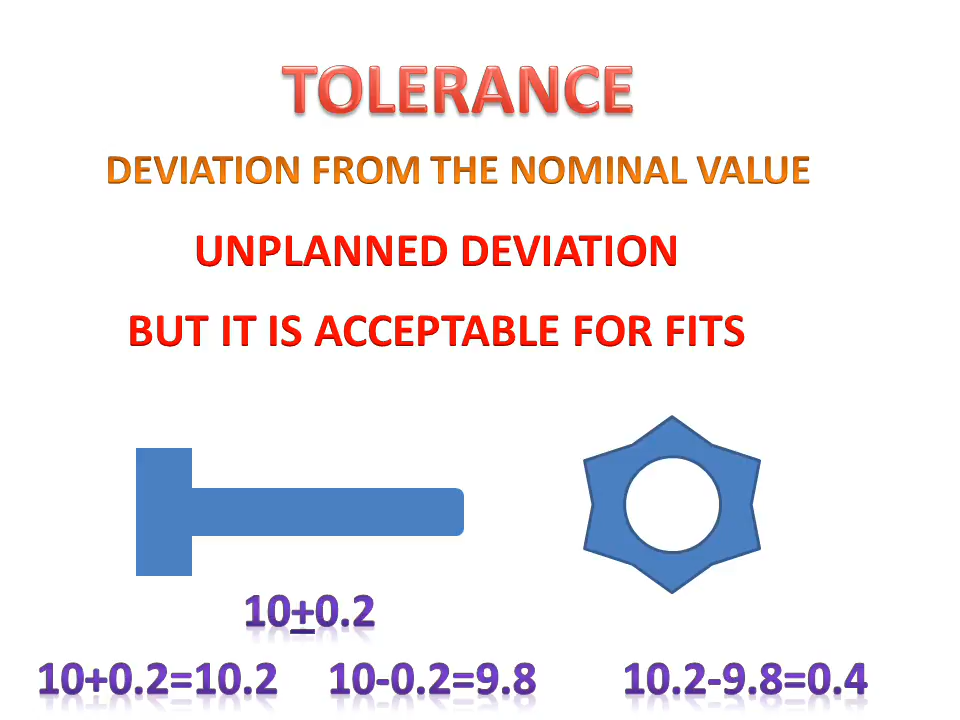 TOLERANCE
DEVIATION FROM THE NOMINAL VALUE
UNPLANNED DEVIATION
BUT IT IS ACCEPTABLE FOR FITS
10±0.2
10+0.2=10.2 10-0.2=9.8 10.2-9.8=0.4